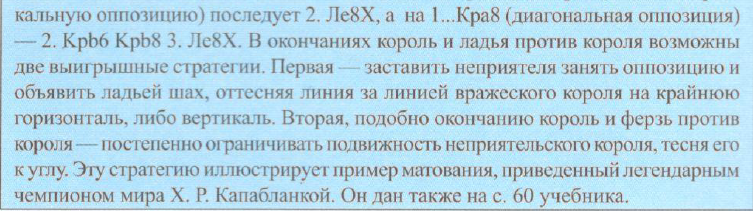 кальную оппозицию) последует 2. Ле8X, а на 1...Кра8 (диагональная оппозиция)
— 2. Крb6 Крb8 3. Ле8X. В окончаниях король и ладья против короля возможны
две выигрышные стратегии. Первая — заставить неприятеля занять оппозицию и
объявить ладьей шах, оттесняя линия за линией вражеского короля на крайнюю
горизонталь, либо вертикаль. Вторая, подобно окончанию король и ферзь против
короля — постепенно ограничивать подвижность неприятельского короля, тесня его
к углу. Эту стратегию иллюстрирует пример матования, приведенный легендарным
чемпионом мира Х. Р. Капабланкой. Он дан также на с. 60 учебника.